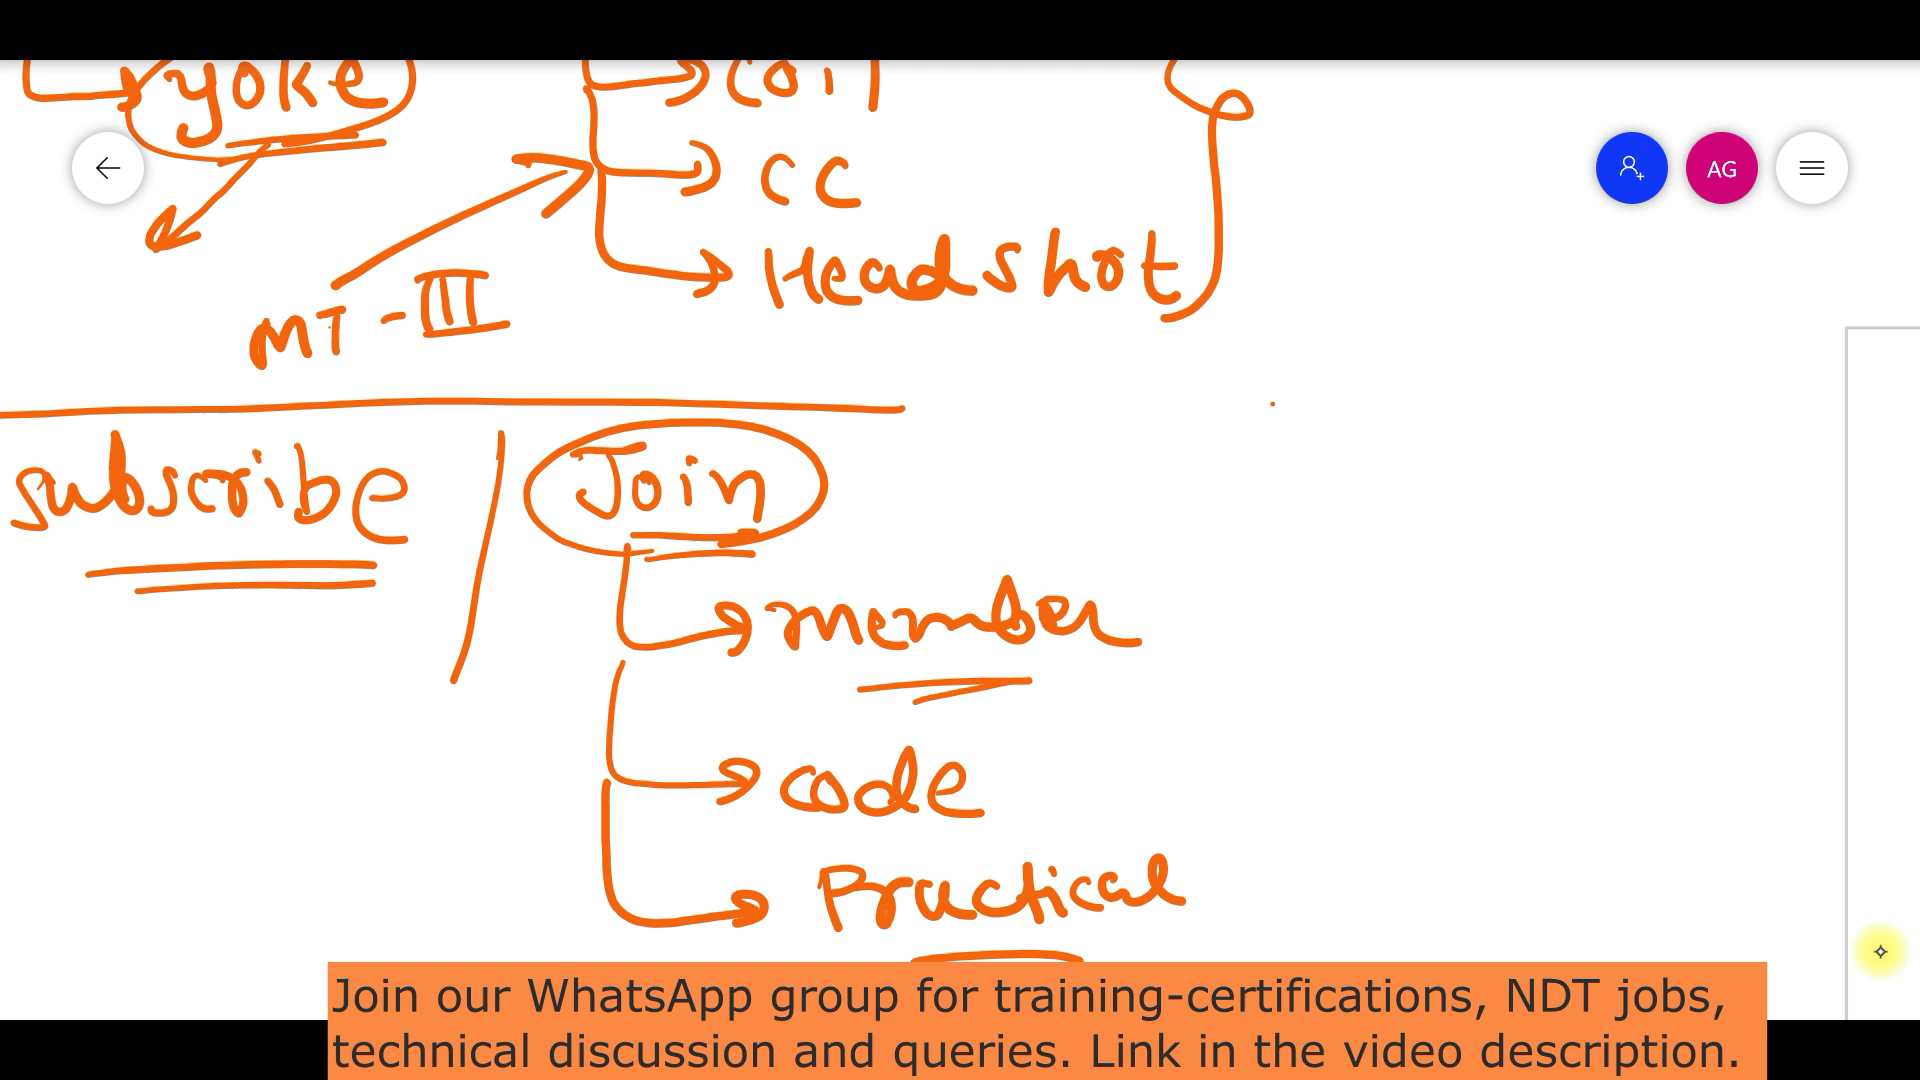 yoke
coil
CC
Headshot
MT-III
AG
subscribe
Join
member
code
Practical
Join our WhatsApp group for training-certifications, NDT jobs,
technical discussion and queries. Link in the video description.